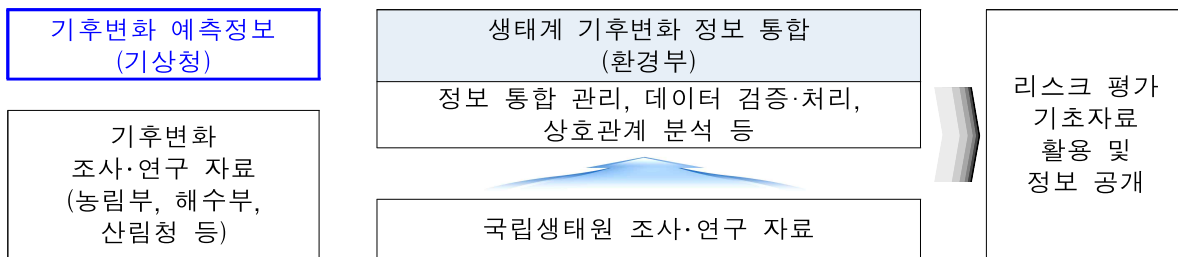 기후변화 예측정보
(기상청)
기후변화
조사·연구 자료
(농림부, 해수부,
산림청 등)
생태계 기후변화 정보 통합
(환경부)
정보 통합 관리, 데이터 검증·처리,
상호관계 분석 등
국립생태원 조사·연구 자료
리스크 평가
기초자료
활용 및
정보 공개